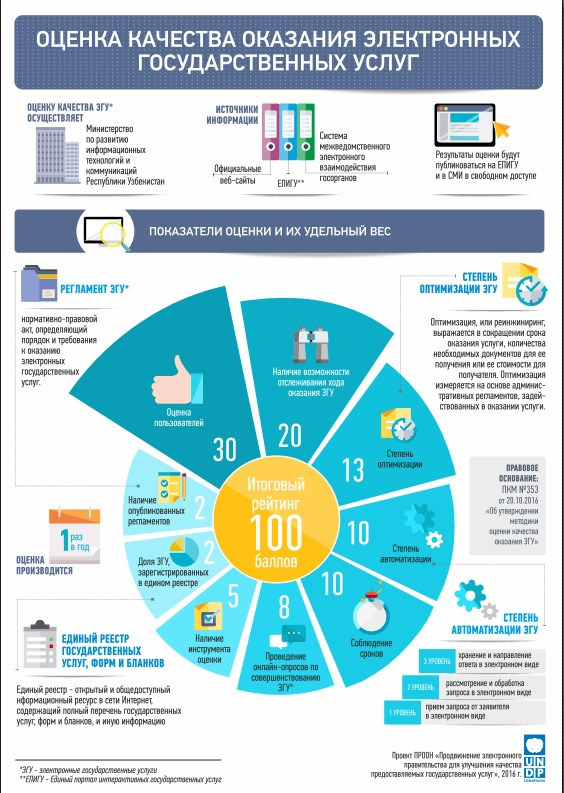 ОЦЕНКА КАЧЕСТВА ОКАЗАНИЯ ЭЛЕКТРОННЫХ
ГОСУДАРСТВЕННЫХ УСЛУГ
ОЦЕНКУ КАЧЕСТВА ЭГУ*
ОСУЩЕСТВЛЯЕТ
Министерство
по развитию
информационных
технологий и
коммуникаций
Республики Узбекистан
ИСТОЧНИКИ
ИНФОРМАЦИИ
Официальные
веб-сайты
ЕПИГУ**
Система
межведомственного
электронного
взаимодействия
госорганов
Результаты оценки будут
публиковаться на ЕПИГУ
и в СМИ в свободном доступе
ПОКАЗАТЕЛИ ОЦЕНКИ И ИХ УДЕЛЬНЫЙ ВЕС
РЕГЛАМЕНТ ЭГУ*
нормативно-правовой
акт, определяющий
порядок и требования
к оказанию
электронных
государственных
услуг.
СТЕПЕНЬ
ОПТИМИЗАЦИИ ЭГУ
Оптимизация, или реинжиниринг,
выражается в сокращении срока
оказания услуги, количества
необходимых документов для ее
получения или ее стоимости для
получателя. Оптимизация
измеряется на основе админис-
тративных регламентов, задей-
ствованных в оказании услуги.
Оценка
пользователей
30
Наличие возможности
отслеживания хода
оказания ЭГУ
20
Степень
оптимизации
13
Степень
автоматизации
10
Соблюдение
сроков
10
Проведение
онлайн-опросов по
совершенствованию
ЭГУ*
8
Наличие
инструмента
оценки
5
Доля ЭГУ,
зарегистрированных
в едином реестре
2
Наличие
опубликованных
регламентов
2
Итоговый
рейтинг
100
баллов
ПРАВОВОЕ
ОСНОВАНИЕ:
ПКМ №353
от 20.10.2016
«Об утверждении
методики
оценки качества
оказания ЭГУ»
1 раз
в год
ОЦЕНКА
ПРОИЗВОДИТСЯ
ЕДИНЫЙ РЕЕСТР
ГОСУДАРСТВЕННЫХ
УСЛУГ, ФОРМ И БЛАНКОВ
Единый реестр – открытый и общедоступный
нформационный ресурс в сети Интернет,
содержащий полный перечень государственных
услуг, форм и бланков, и иную информацию
СТЕПЕНЬ
АВТОМАТИЗАЦИИ ЭГУ
3 УРОВЕНЬ
хранение и направление
ответа в электронном виде
2 УРОВЕНЬ
рассмотрение и обработка
запроса в электронном виде
1 УРОВЕНЬ
прием запроса от заявителя
в электронном виде
*ЭГУ - электронные государственные услуги
**ЕПИГУ - Единый портал интерактивных государственных услуг
Проект ПРООН «Продвижение электронного
правительства для улучшения качества
предоставляемых государственных услуг», 2016 г.
U N
D P
Uzbekistan